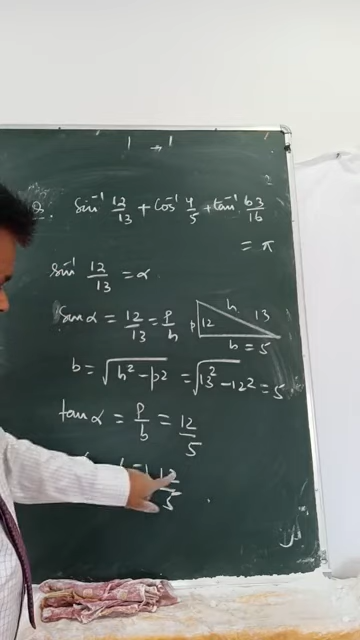 1 → 1
Q. sin⁻¹ 12/13 + cos⁻¹ 4/5 + tan⁻¹ 63/16
= π
sin⁻¹ 12/13 = α
Sin α = 12/13 = P/h
h 13
P 12
b = 5
b = √h² - p2 = √13² - 12² = 5
tan α = P/b = 12/5
12/5